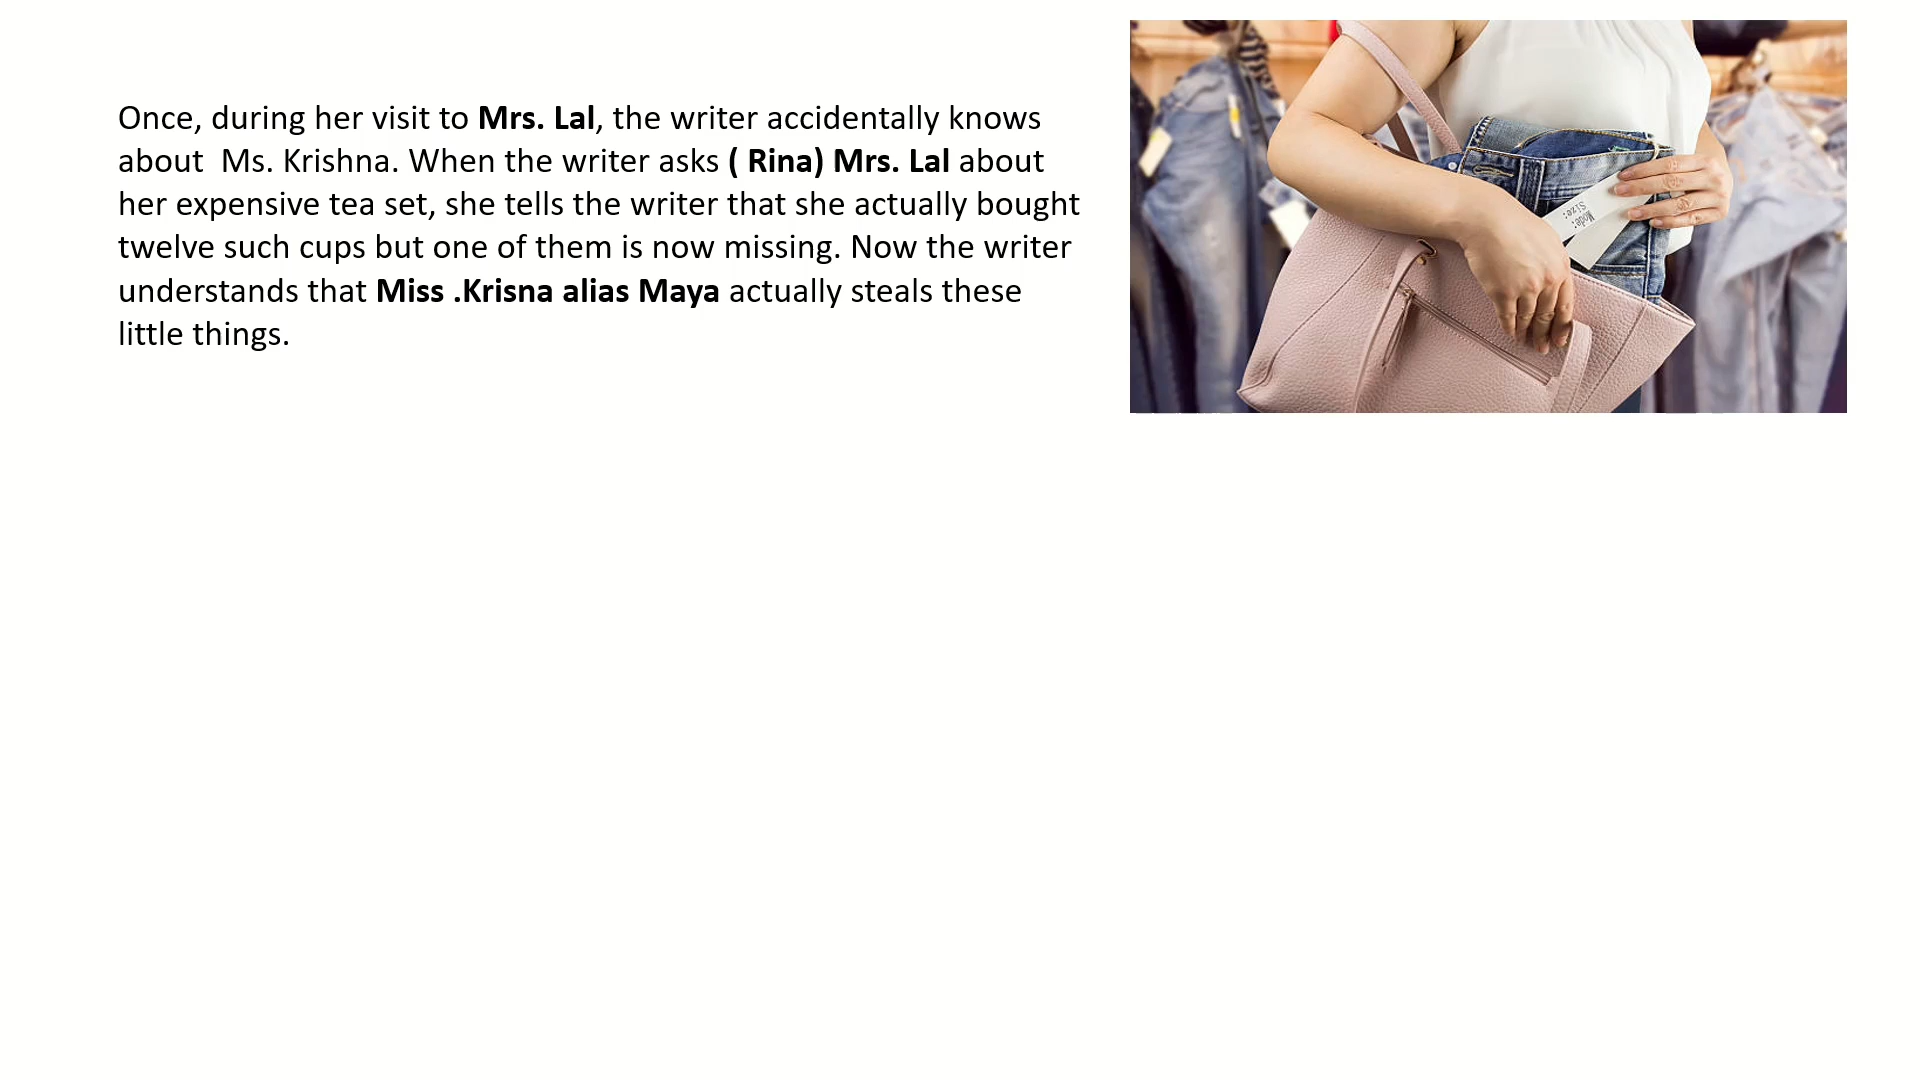 Once, during her visit to Mrs. Lal, the writer accidentally knows
about  Ms. Krishna. When the writer asks ( Rina) Mrs. Lal about
her expensive tea set, she tells the writer that she actually bought
twelve such cups but one of them is now missing. Now the writer
understands that Miss .Krisna alias Maya actually steals these
little things.
Mode:
Size: